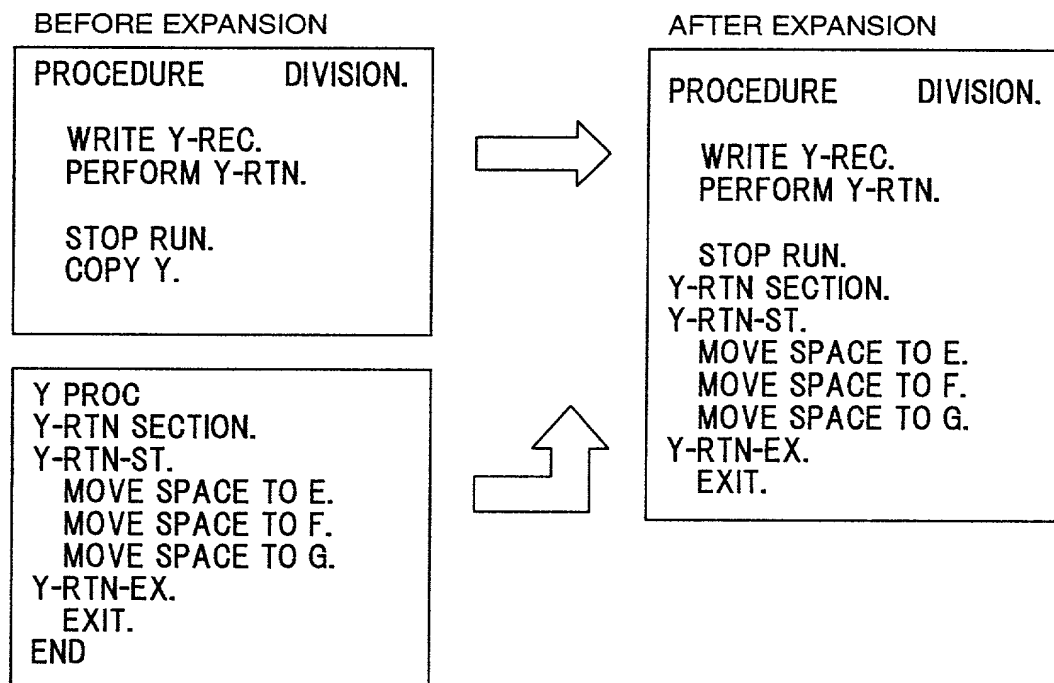 BEFORE EXPANSION
PROCEDURE DIVISION.
WRITE Y-REC.
PERFORM Y-RTN.
STOP RUN.
COPY Y.
Y PROC
Y-RTN SECTION.
Y-RTN-ST.
MOVE SPACE TO E.
MOVE SPACE TO F.
MOVE SPACE TO G.
Y-RTN-EX.
EXIT.
END
AFTER EXPANSION
PROCEDURE DIVISION.
WRITE Y-REC.
PERFORM Y-RTN.
STOP RUN.
Y-RTN SECTION.
Y-RTN-ST.
MOVE SPACE TO E.
MOVE SPACE TO F.
MOVE SPACE TO G.
Y-RTN-EX.
EXIT.